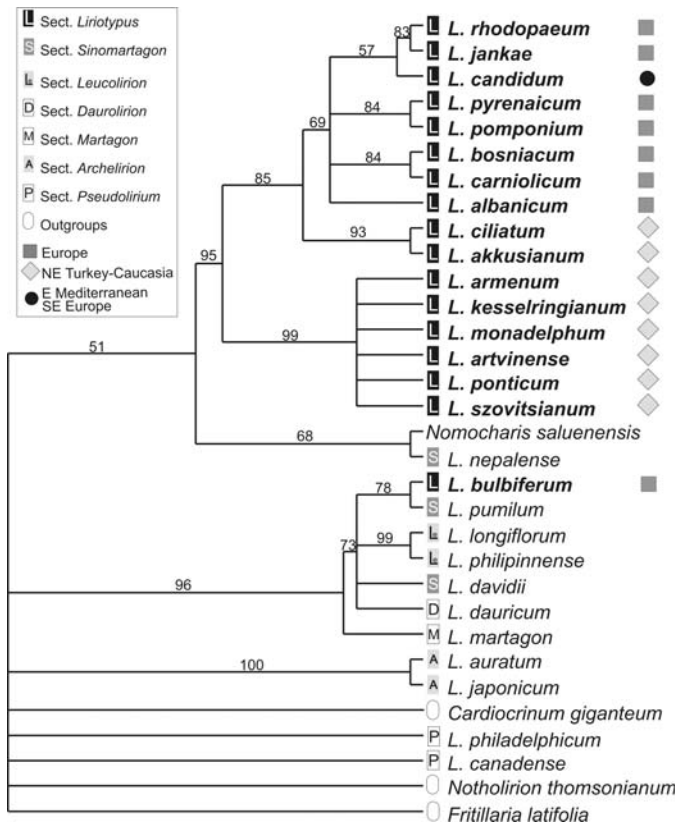 L Sect. Liriotypus
S Sect. Sinomartagon
L Sect. Leucolirion
D Sect. Daurolirion
M Sect. Martagon
A Sect. Archelirion
P Sect. Pseudolirium
Outgroups
Europe
NE Turkey-Caucasia
E Mediterranean
SE Europe
83 L L. rhodopaeum
57 L L. jankae
L L. candidum
L L. pyrenaicum
84
69 L L. pomponium
L L. bosniacum
84
85 L L. carniolicum
L L. albanicum
93 L L. ciliatum
95 L L. akkusianum
L L. armenum
L L. kesselringianum
99 L L. monadelphum
51 L L. artvinense
L L. ponticum
L L. szovitsianum
68 Nomocharis saluenensis
S L. nepalense
78 L L. bulbiferum
S L. pumilum
99 L L. longiflorum
73 L L. philipinnense
96 S L. davidii
D L. dauricum
M L. martagon
100 A L. auratum
A L. japonicum
Cardiocrinum giganteum
P L. philadelphicum
P L. canadense
Notholirion thomsonianum
Fritillaria latifolia